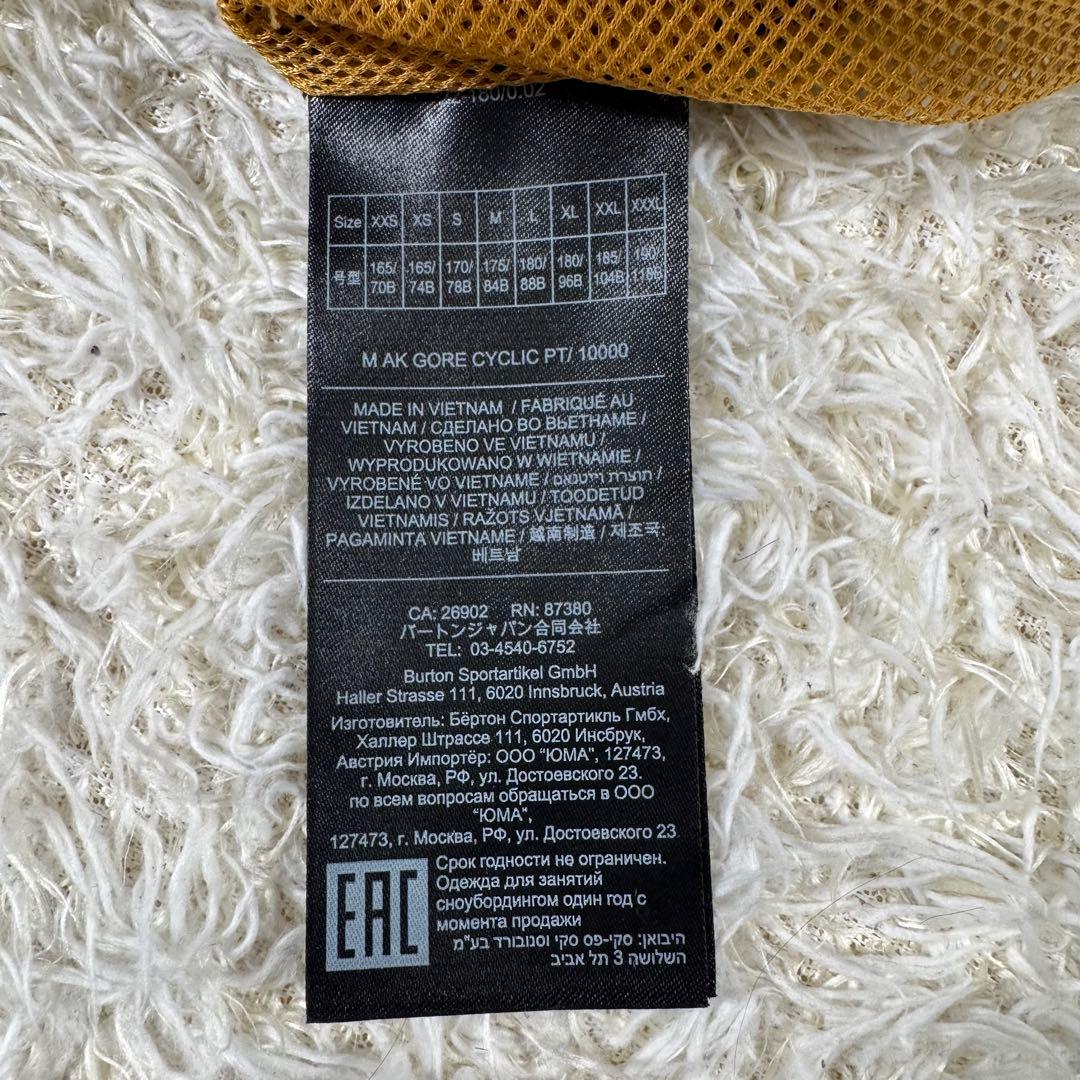 180/0.02
Size XXS XS S M L XL XXL XXXL
号型 165/70B 165/74B 170/78B 175/84B 180/88B 180/96B 185/104B 190/118B
M AK GORE CYCLIC PT/ 10000
MADE IN VIETNAM / FABRIQUÉ AU
VIETNAM / СДЕЛАНО ВО ВЬЕТНАМЕ /
VYROBENO VE VIETNAMU /
WYPRODUKOWANO W WIETNAMIE /
VYROBENÉ VO VIETNAME / תוצרת וייטנאם /
IZDELANO V VIETNAMU / TOODETUD
VIETNAMIS / RAŽOTS VJETNAMĀ /
PAGAMINTA VIETNAME / 越南制造 / 제조국:
베트남
CA: 26902 RN: 87380
バートンジャパン合同会社
TEL: 03-4540-6752
Burton Sportartikel GmbH
Haller Strasse 111, 6020 Innsbruck, Austria
Изготовитель: Бёртон Спортартикль Гмбх,
Халлер Штрассе 111, 6020 Инсбрук,
Австрия Импортёр: ООО "ЮМА", 127473,
г. Москва, РФ, ул. Достоевского 23.
по всем вопросам обращаться в ООО
"ЮМА",
127473, г. Москва, РФ, ул. Достоевского 23
EAC
Срок годности не ограничен.
Одежда для занятий
сноубордингом один год с
момента продажи
היבואן: סקי-פס סקי וסנובורד בע"מ
השלושה 3 תל אביב